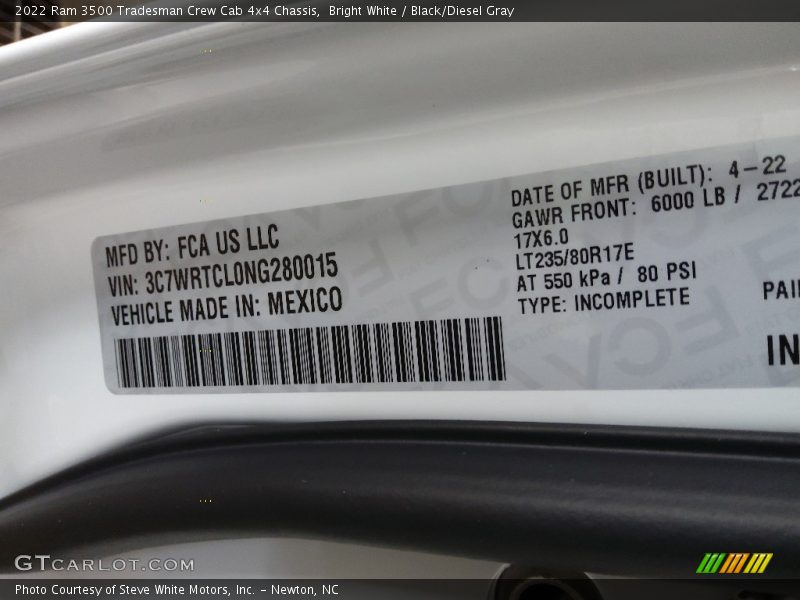 2022 Ram 3500 Tradesman Crew Cab 4x4 Chassis, Bright White / Black/Diesel Gray
MFD BY: FCA US LLC
VIN: 3C7WRTCL0NG280015
VEHICLE MADE IN: MEXICO
DATE OF MFR (BUILT): 4-22
GAWR FRONT: 6000 LB / 2722
17X6.0
LT235/80R17E
AT 550 kPa / 80 PSI
TYPE: INCOMPLETE
GTCARLOT.COM
Photo Courtesy of Steve White Motors, Inc. - Newton, NC